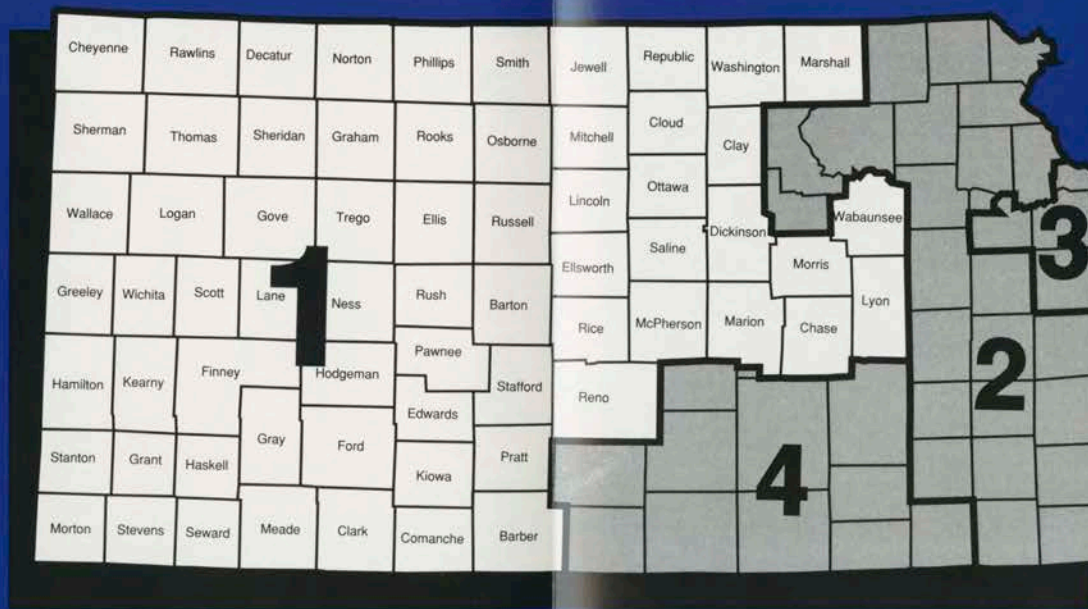 Cheyenne
Rawlins
Decatur
Norton
Phillips
Smith
Jewell
Republic
Washington
Marshall
Sherman
Thomas
Sheridan
Graham
Rooks
Osborne
Mitchell
Cloud
Clay
Wallace
Logan
Gove
Trego
Ellis
Russell
Lincoln
Ottawa
Dickinson
Wabaunsee
Saline
Morris
3
Greeley
Wichita
Scott
Lane
1
Ness
Rush
Barton
Ellsworth
Rice
McPherson
Marion
Chase
Lyon
Hamilton
Kearny
Finney
Hodgeman
Pawnee
Stafford
Edwards
Reno
2
Stanton
Grant
Haskell
Gray
Ford
Kiowa
Pratt
4
Morton
Stevens
Seward
Meade
Clark
Comanche
Barber